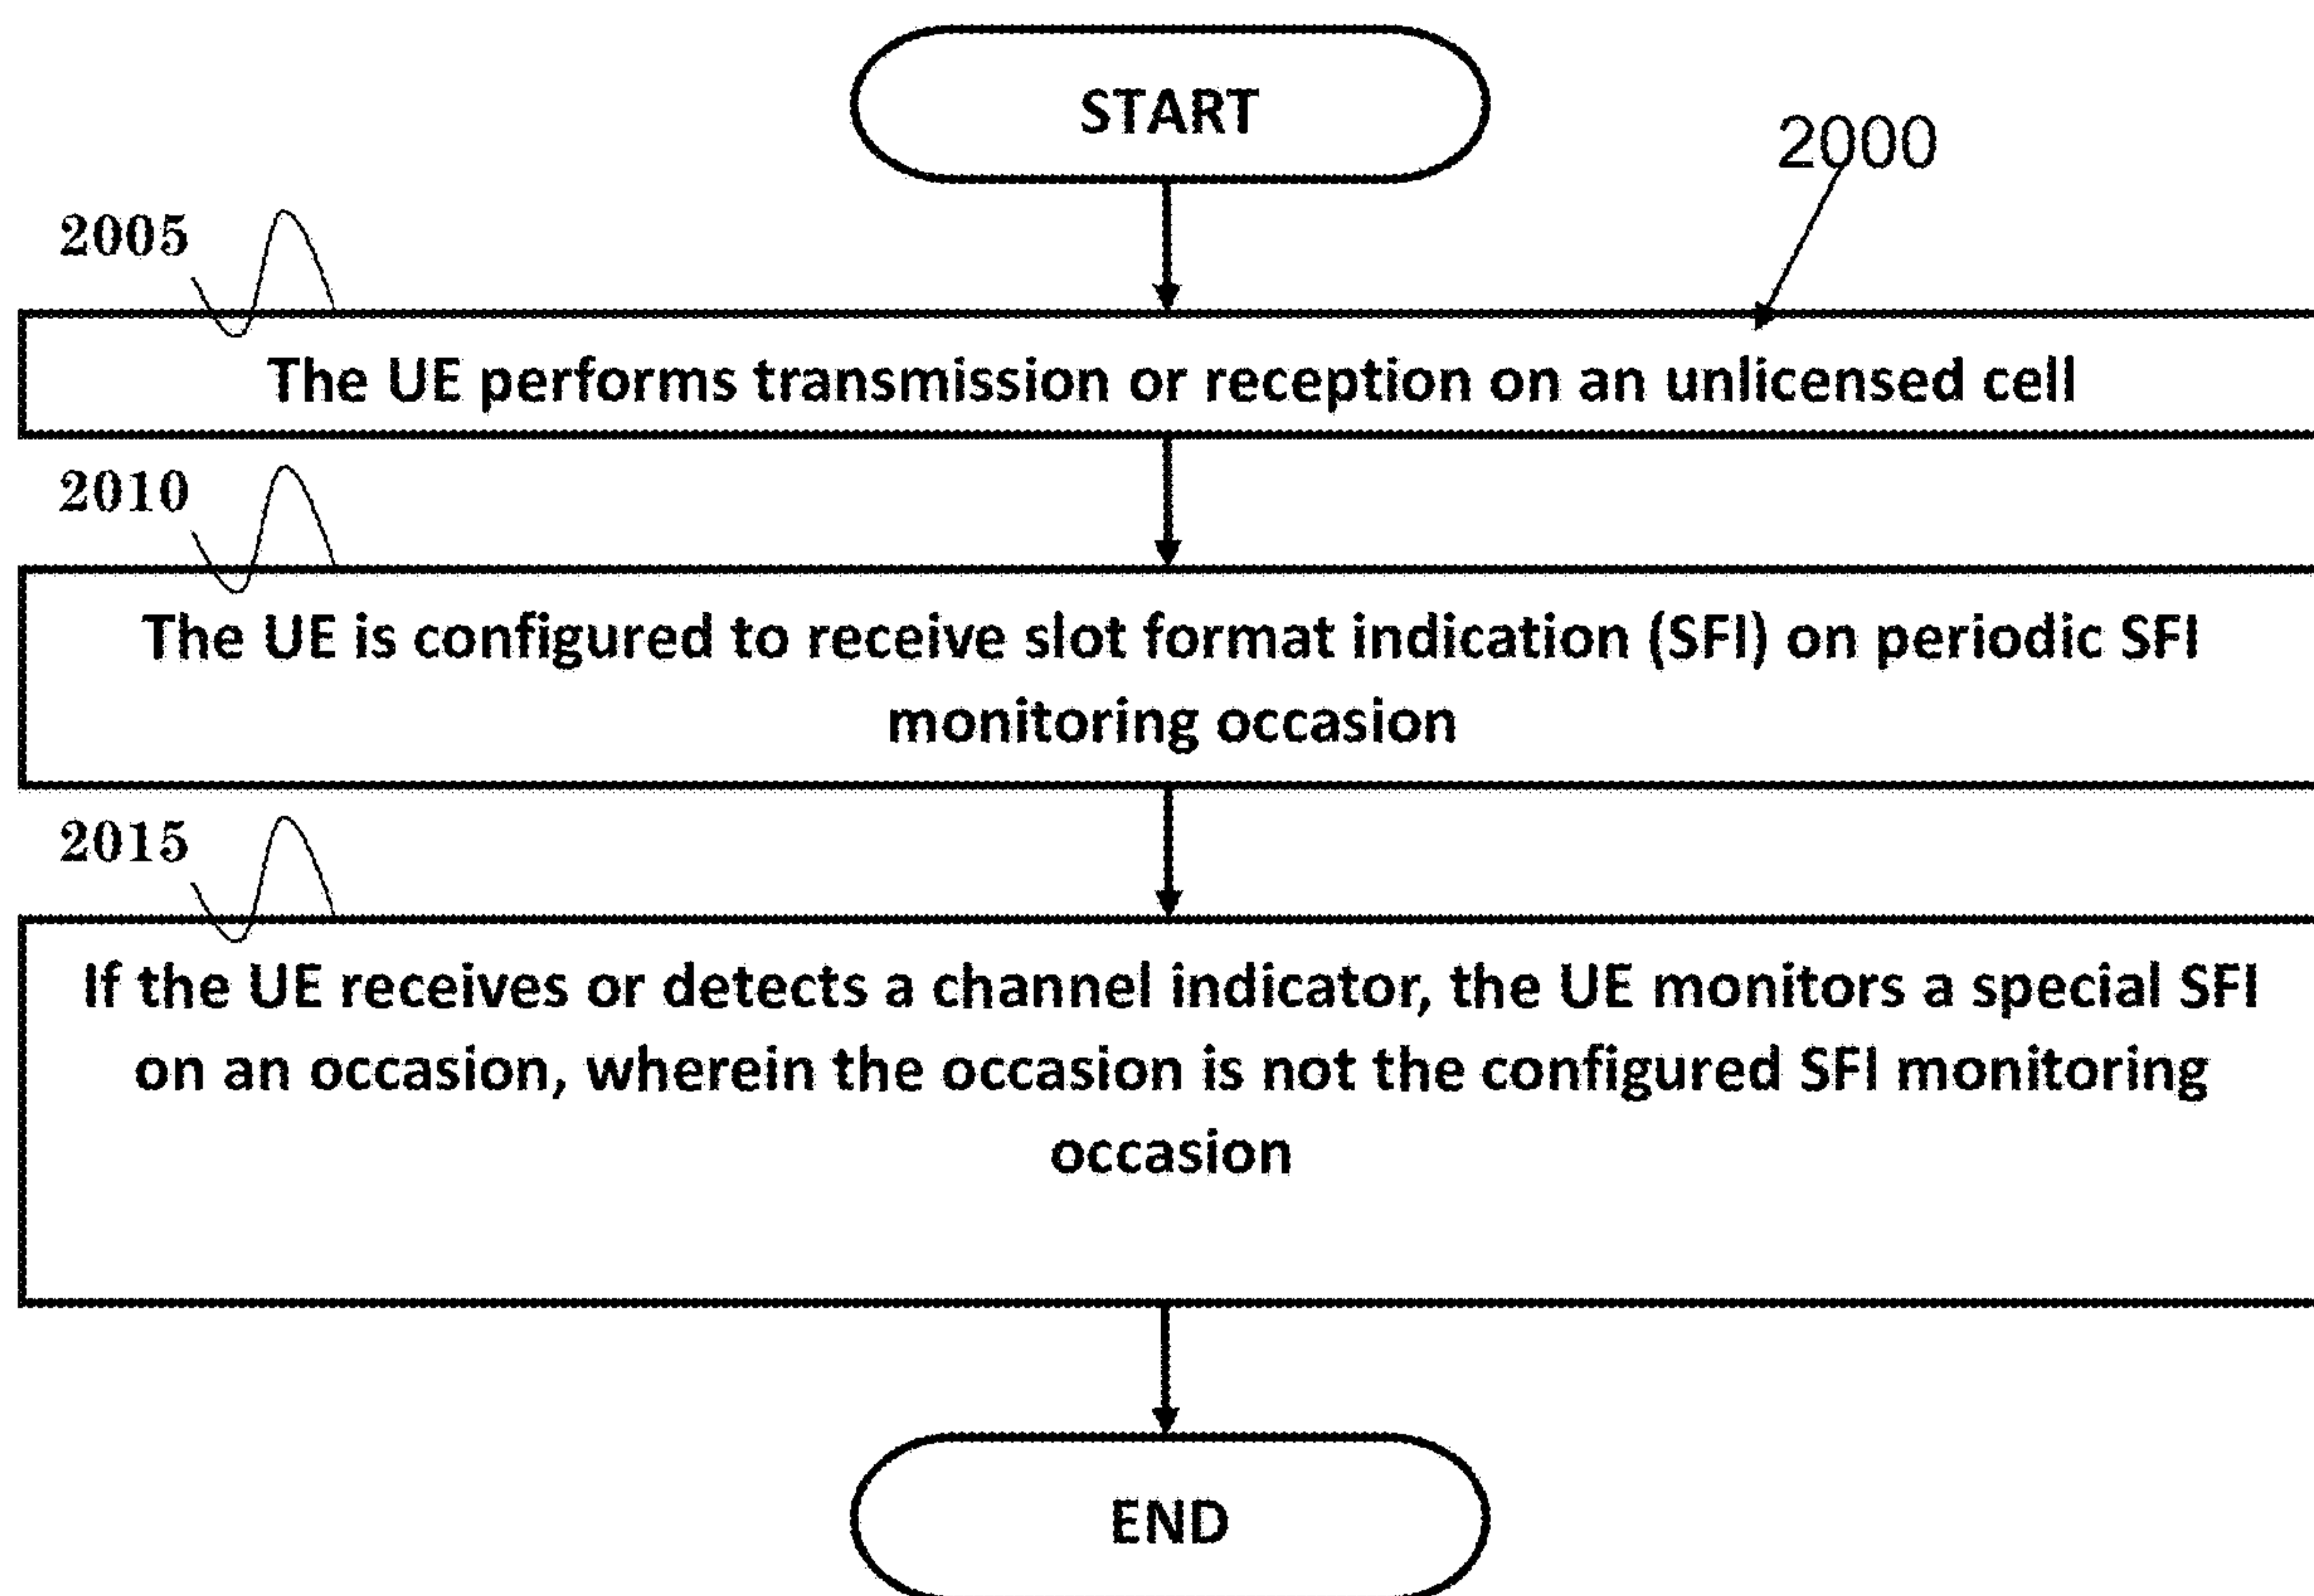 START
2000
2005
The UE performs transmission or reception on an unlicensed cell
2010
The UE is configured to receive slot format indication (SFI) on periodic SFI
monitoring occasion
2015
If the UE receives or detects a channel indicator, the UE monitors a special SFI
on an occasion, wherein the occasion is not the configured SFI monitoring
occasion
END